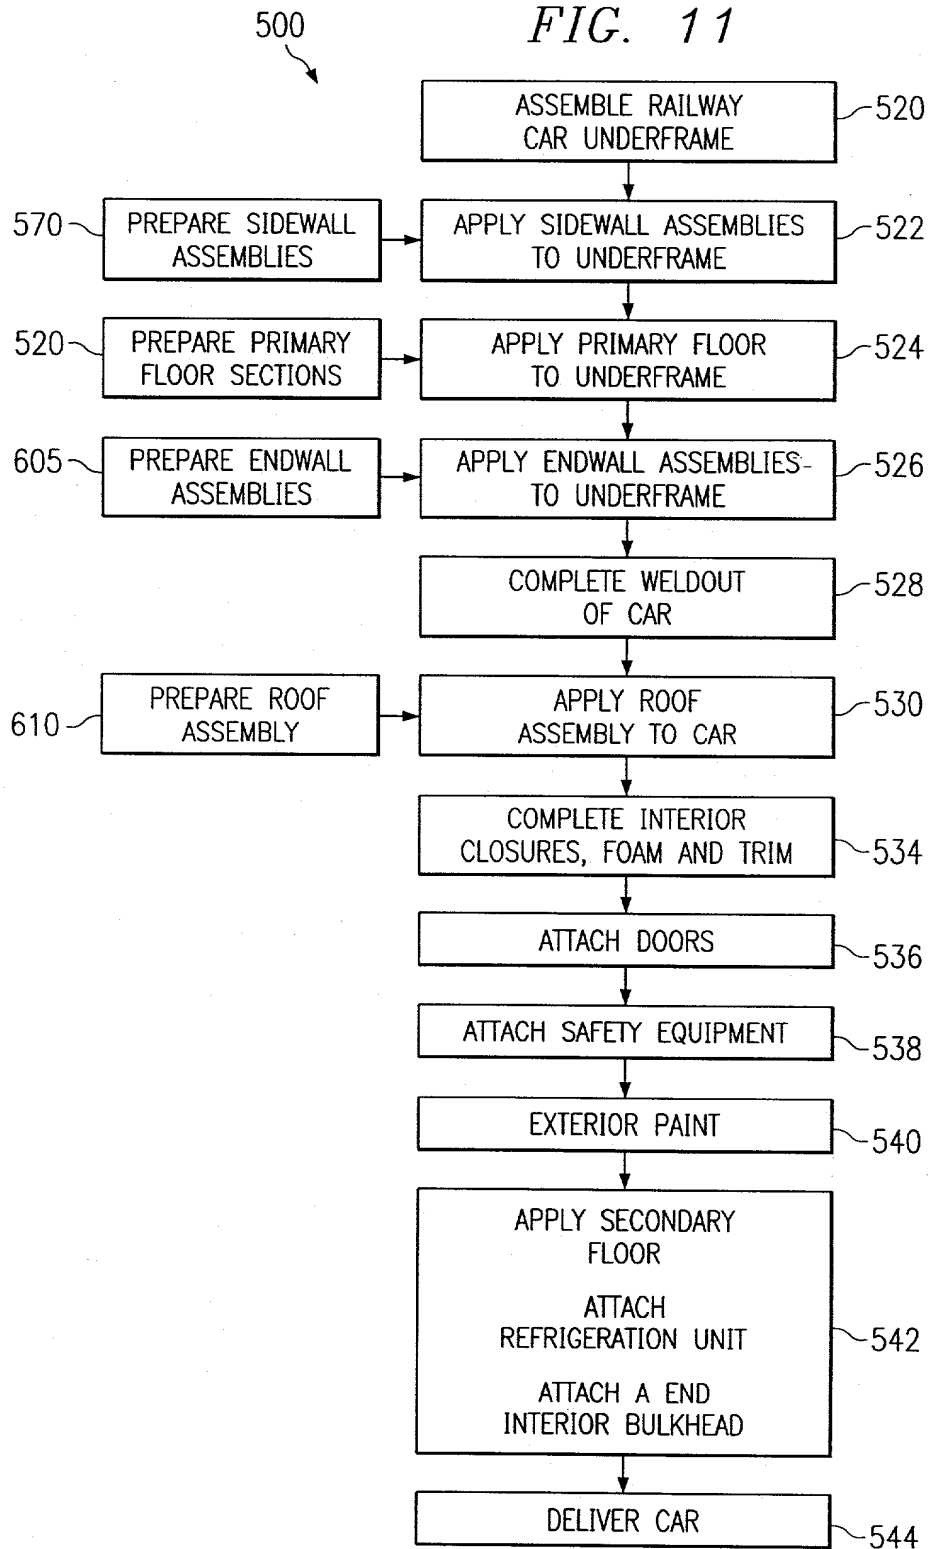 500
FIG. 11
ASSEMBLE RAILWAY
CAR UNDERFRAME
520
570
PREPARE SIDEWALL
ASSEMBLIES
APPLY SIDEWALL ASSEMBLIES
TO UNDERFRAME
522
520
PREPARE PRIMARY
FLOOR SECTIONS
APPLY PRIMARY FLOOR
TO UNDERFRAME
524
605
PREPARE ENDWALL
ASSEMBLIES
APPLY ENDWALL ASSEMBLIES
TO UNDERFRAME
526
COMPLETE WELDOUT
OF CAR
528
610
PREPARE ROOF
ASSEMBLY
APPLY ROOF
ASSEMBLY TO CAR
530
COMPLETE INTERIOR
CLOSURES, FOAM AND TRIM
534
ATTACH DOORS
536
ATTACH SAFETY EQUIPMENT
538
EXTERIOR PAINT
540
APPLY SECONDARY
FLOOR
ATTACH
REFRIGERATION UNIT
ATTACH A END
INTERIOR BULKHEAD
542
DELIVER CAR
544